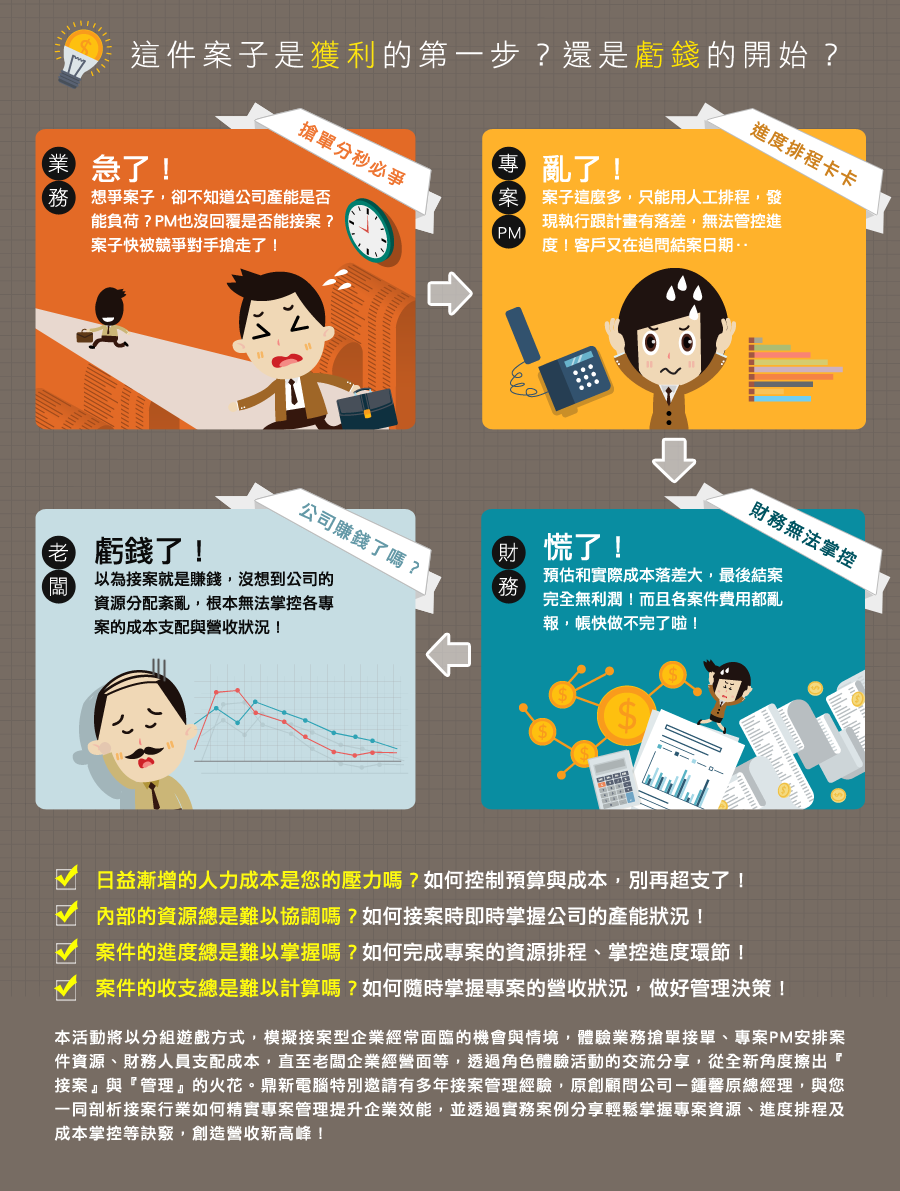 這件案子是獲利的第一步？還是虧錢的開始？
搶單分秒必爭
業務
急了！
想爭案子，卻不知道公司產能是否
能負荷？PM也沒回覆是否能接案？
案子快被競爭對手搶走了！
進度排程卡卡
專案PM
亂了！
案子這麼多，只能用人工排程，發
現執行跟計畫有落差，無法管控進
度！客戶又在追問結案日期‥
公司賺錢了嗎？
老闆
虧錢了！
以為接案就是賺錢，沒想到公司的
資源分配紊亂，根本無法掌控各專
案的成本支配與營收狀況！
財務無法掌控
財務
慌了！
預估和實際成本落差大，最後結案
完全無利潤！而且各案件費用都亂
報，帳快做不完了啦！
日益漸增的人力成本是您的壓力嗎？如何控制預算與成本，別再超支了！
內部的資源總是難以協調嗎？如何接案時即時掌握公司的產能狀況！
案件的進度總是難以掌握嗎？如何完成專案的資源排程、掌控進度環節！
案件的收支總是難以計算嗎？如何隨時掌握專案的營收狀況，做好管理決策！
本活動將以分組遊戲方式，模擬接案型企業經常面臨的機會與情境，體驗業務搶單接單、專案PM安排案
件資源、財務人員支配成本，直至老闆企業經營面等，透過角色體驗活動的交流分享，從全新角度擦出『
接案』與『管理』的火花。鼎新電腦特別邀請有多年接案管理經驗，原創顧問公司－鍾馨原總經理，與您
一同剖析接案行業如何精實專案管理提升企業效能，並透過實務案例分享輕鬆掌握專案資源、進度排程及
成本掌控等訣竅，創造營收新高峰！